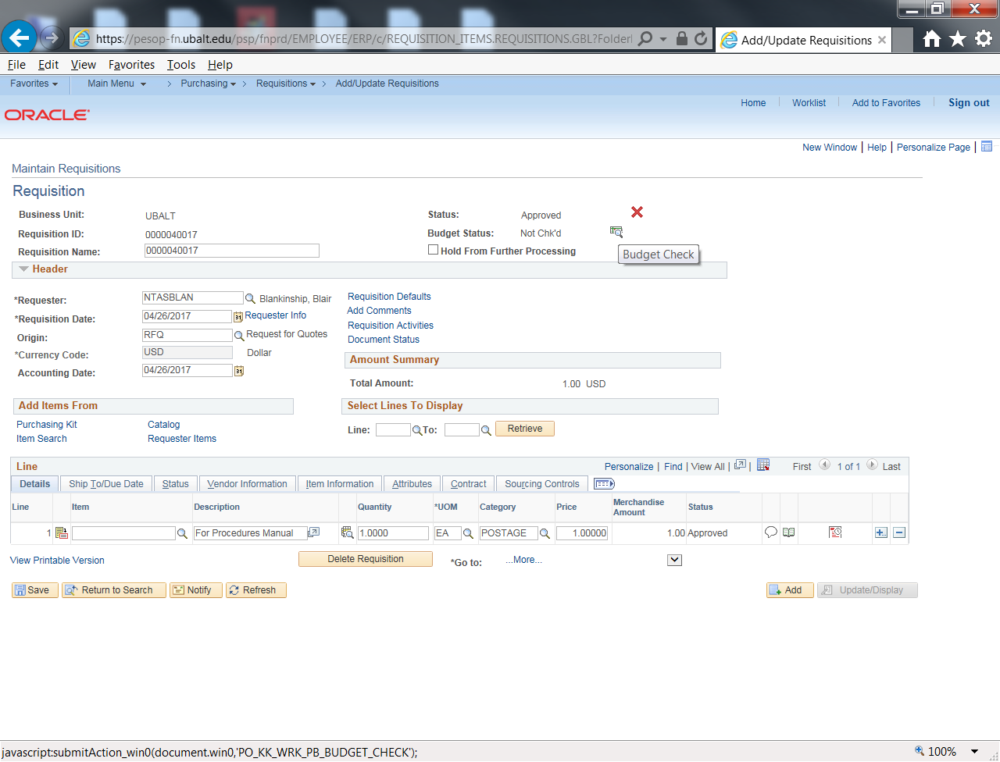 https://pesop-fn.ubalt.edu/psp/fnprd/EMPLOYEE/ERP/c/REQUISITION_ITEMS.REQUISITIONS.GBL?Folder
Add/Update Requisitions
File Edit View Favorites Tools Help
Favorites Main Menu > Purchasing > Requisitions > Add/Update Requisitions
Home Worklist Add to Favorites Sign out
ORACLE
New Window | Help | Personalize Page |
Maintain Requisitions
Requisition
Business Unit: UBALT Status: Approved
Requisition ID: 0000040017 Budget Status: Not Chk'd
Requisition Name: 0000040017 Hold From Further Processing
Budget Check
Header
*Requester: NTASBLAN Blankinship, Blair Requisition Defaults
*Requisition Date: 04/26/2017 Requester Info Add Comments
Origin: RFQ Request for Quotes Requisition Activities
Document Status
*Currency Code: USD Dollar
Accounting Date: 04/26/2017
Amount Summary
Total Amount: 1.00 USD
Add Items From Select Lines To Display
Purchasing Kit Catalog
Item Search Requester Items
Line: To: Retrieve
Line Personalize | Find | View All | | First 1 of 1 Last
Details Ship To/Due Date Status Vendor Information Item Information Attributes Contract Sourcing Controls
Line Item Description Quantity *UOM Category Price Merchandise Amount Status
1 For Procedures Manual 1.0000 EA POSTAGE 1.00000 1.00 Approved
View Printable Version Delete Requisition *Go to: ...More...
Save Return to Search Notify Refresh Add Update/Display
javascript:submitAction_win0(document.win0,'PO_KK_WRK_PB_BUDGET_CHECK'); 100%